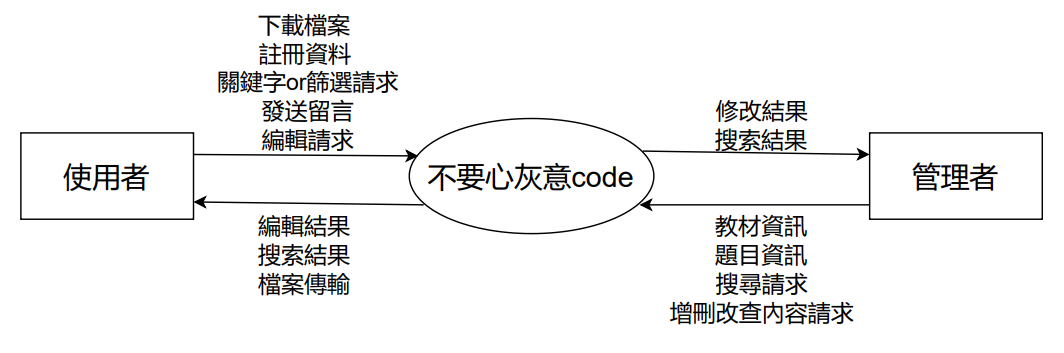 下載檔案
註冊資料
關鍵字or篩選請求
發送留言
編輯請求
使用者
不要心灰意code
修改結果
搜索結果
管理者
編輯結果
搜索結果
檔案傳輸
教材資訊
題目資訊
搜尋請求
增刪改查內容請求